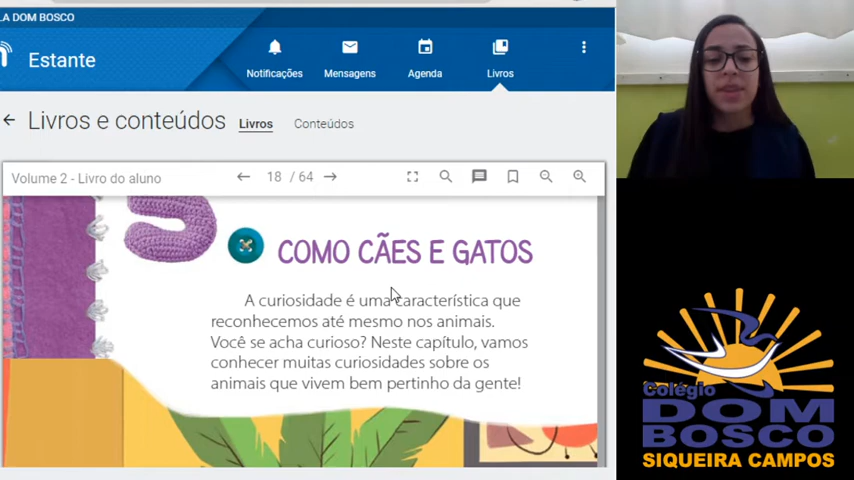 LA DOM BOSCO
Estante
Notificações
Mensagens
Agenda
Livros
Livros e conteúdos
Livros
Conteúdos
Volume 2 - Livro do aluno
18 / 64
5
COMO CÃES E GATOS
A curiosidade é uma característica que
reconhecemos até mesmo nos animais.
Você se acha curioso? Neste capítulo, vamos
conhecer muitas curiosidades sobre os
animais que vivem bem pertinho da gente!
Colégio
DOM
BOSCO
SIQUEIRA CAMPOS